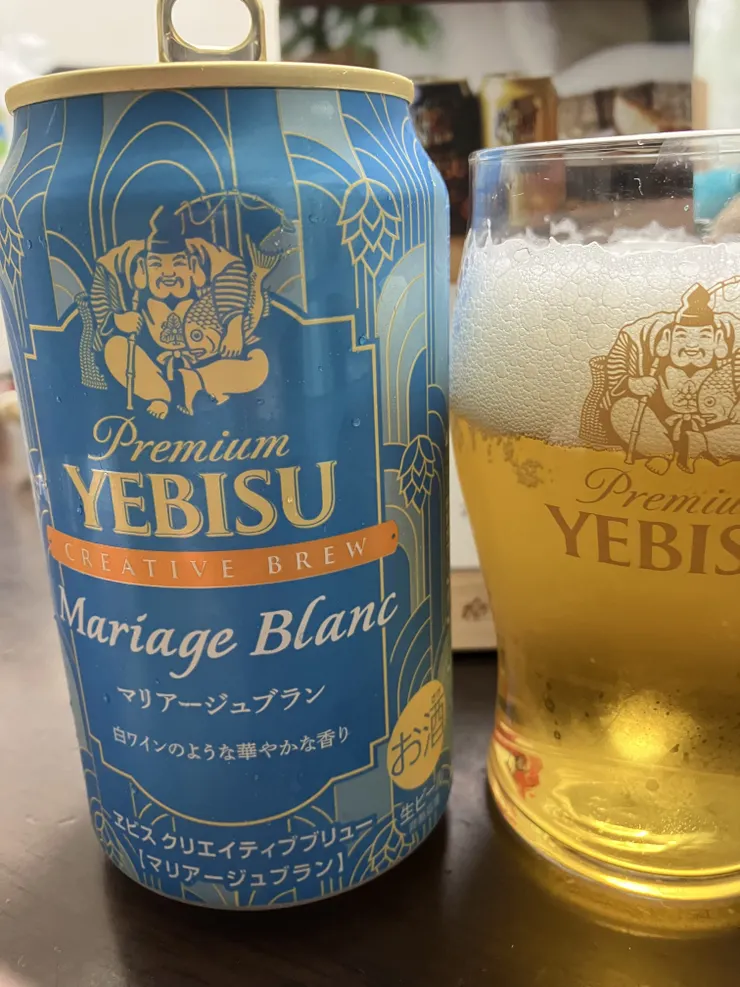 Premium
YEBISU
CREATIVE BREW
Mariage Blanc
マリアージュブラン
白ワインのような華やかな香り
お酒
生ビー
ヱビス クリエイティブブリュー
【マリアージュブラン】
Premiu
YEBIS